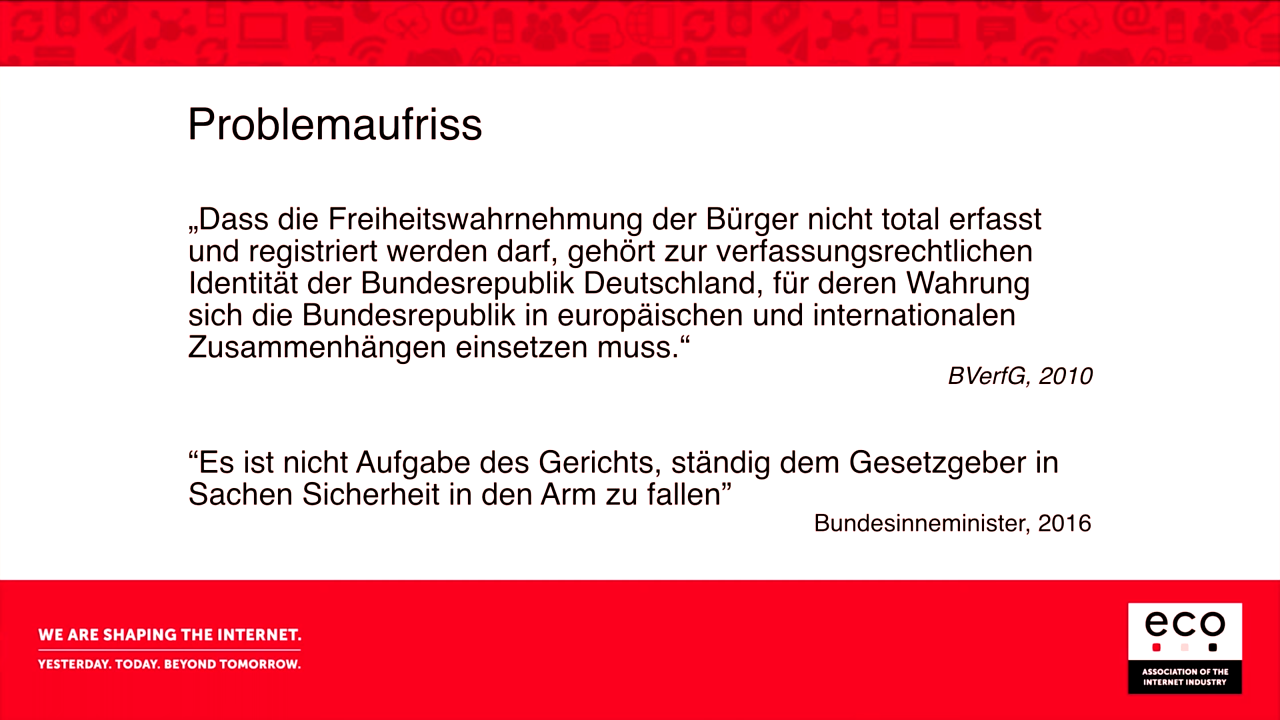 Problemaufriss
„Dass die Freiheitswahrnehmung der Bürger nicht total erfasst
und registriert werden darf, gehört zur verfassungsrechtlichen
Identität der Bundesrepublik Deutschland, für deren Wahrung
sich die Bundesrepublik in europäischen und internationalen
Zusammenhängen einsetzen muss.“
BVerfG, 2010
“Es ist nicht Aufgabe des Gerichts, ständig dem Gesetzgeber in
Sachen Sicherheit in den Arm zu fallen”
Bundesinneminister, 2016
WE ARE SHAPING THE INTERNET.
YESTERDAY. TODAY. BEYOND TOMORROW.
eco
ASSOCIATION OF THE
INTERNET INDUSTRY